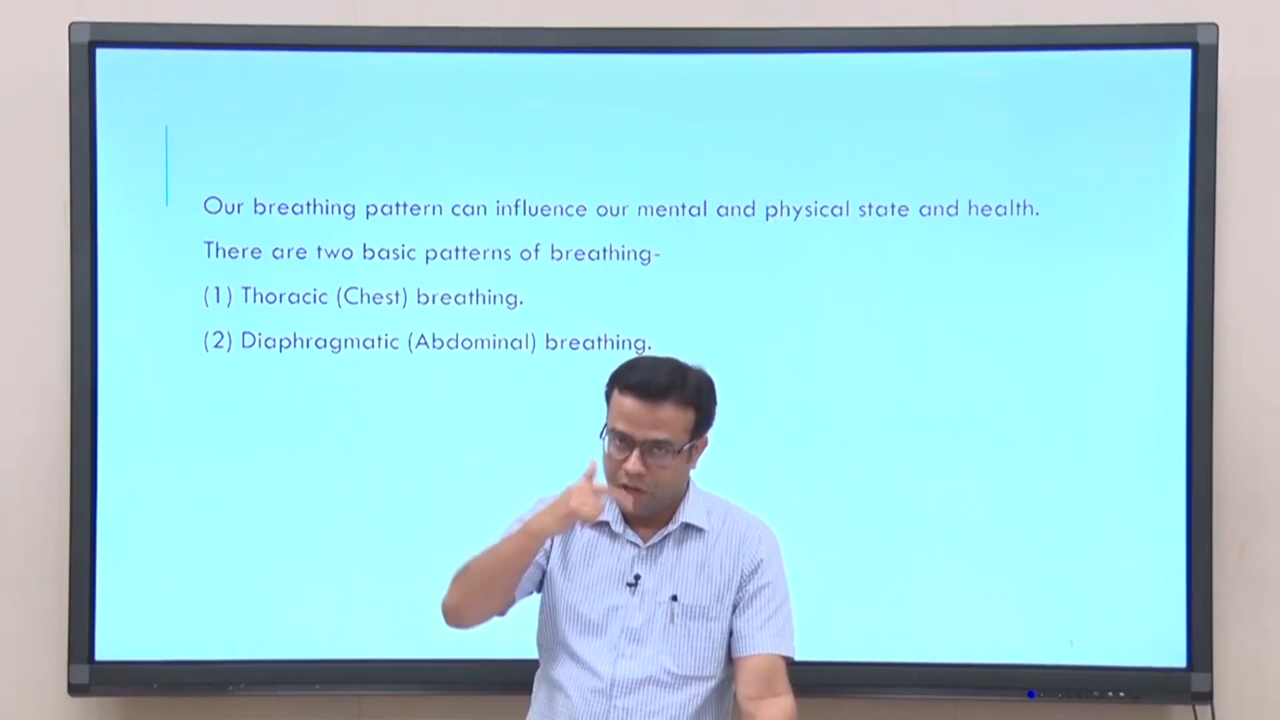 Our breathing pattern can influence our mental and physical state and health.
There are two basic patterns of breathing-
(1) Thoracic (Chest) breathing.
(2) Diaphragmatic (Abdominal) breathing.